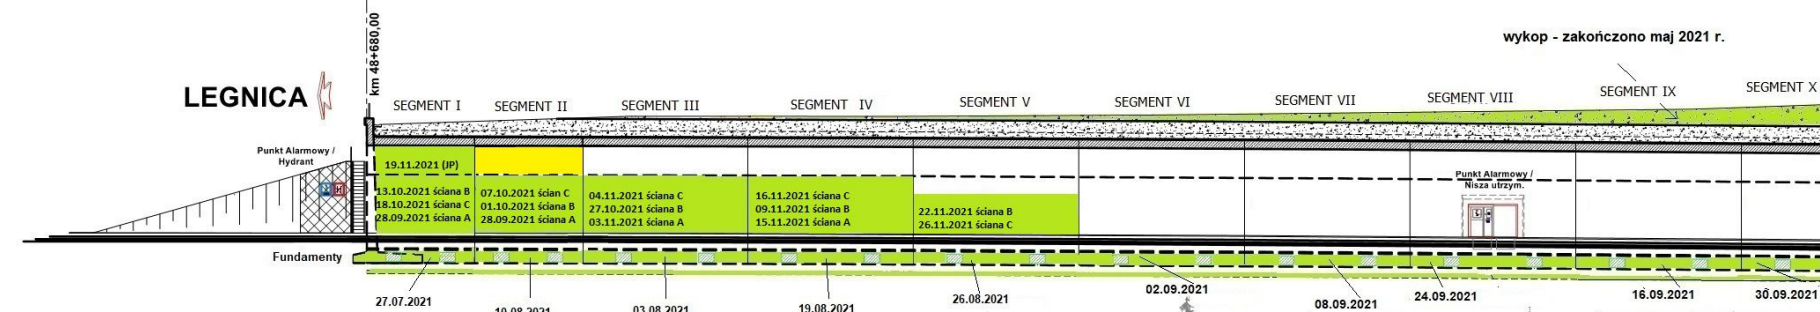 wykop - zakończono maj 2021 r.
km 48+680,00
LEGNICA
SEGMENT I
SEGMENT II
SEGMENT III
SEGMENT IV
SEGMENT V
SEGMENT VI
SEGMENT VII
SEGMENT VIII
SEGMENT IX
SEGMENT X
Punkt Alarmowy /
Hydrant
H
19.11.2021 (JP)
13.10.2021 ściana B
18.10.2021 ściana C
28.09.2021 ściana A
07.10.2021 ścian C
01.10.2021 ściana B
28.09.2021 ściana A
04.11.2021 ściana C
27.10.2021 ściana B
03.11.2021 ściana A
16.11.2021 ściana C
09.11.2021 ściana B
15.11.2021 ściana A
22.11.2021 ściana B
26.11.2021 ściana C
Punkt Alarmowy /
Nisza utrzym.
Fundamenty
27.07.2021
10.08.2021
03.08.2021
19.08.2021
26.08.2021
02.09.2021
08.09.2021
24.09.2021
16.09.2021
30.09.2021